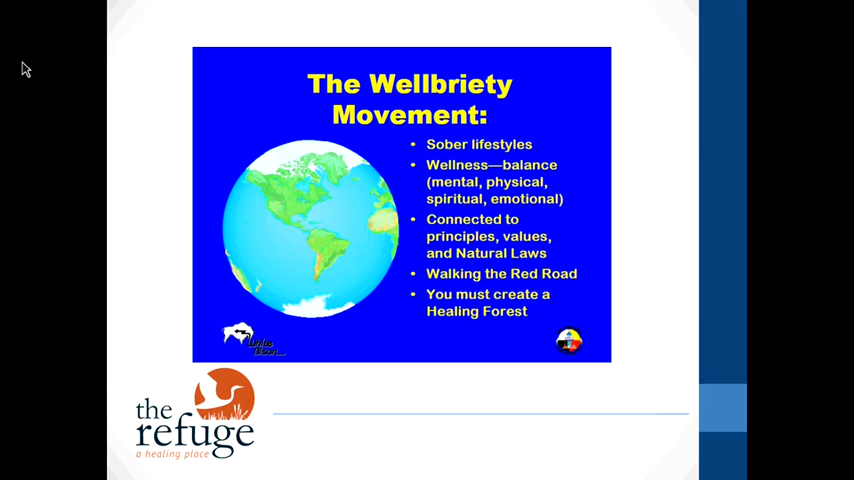 The Wellbriety
Movement:
• Sober lifestyles
• Wellness—balance
(mental, physical,
spiritual, emotional)
• Connected to
principles, values,
and Natural Laws
• Walking the Red Road
• You must create a
Healing Forest
White
Bison
the
refuge
a healing place